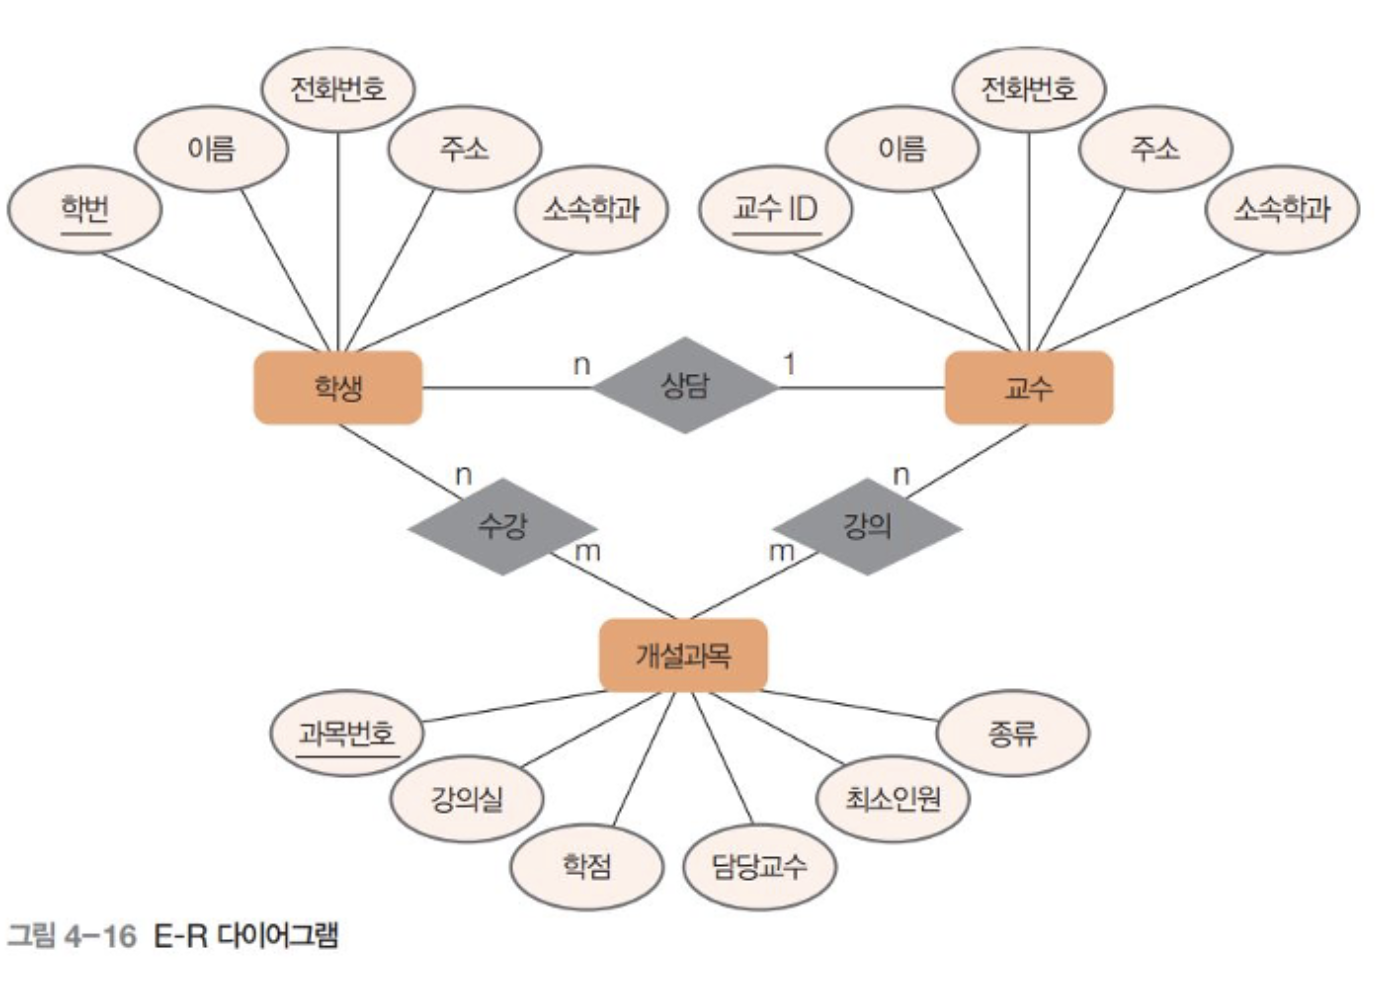 전화번호
전화번호
이름
주소
이름
주소
학번
소속학과
교수 ID
소속학과
n
1
학생
상담
교수
n
n
수강
강의
m
m
개설과목
과목번호
종류
강의실
최소인원
학점
담당교수
그림 4-16 E-R 다이어그램